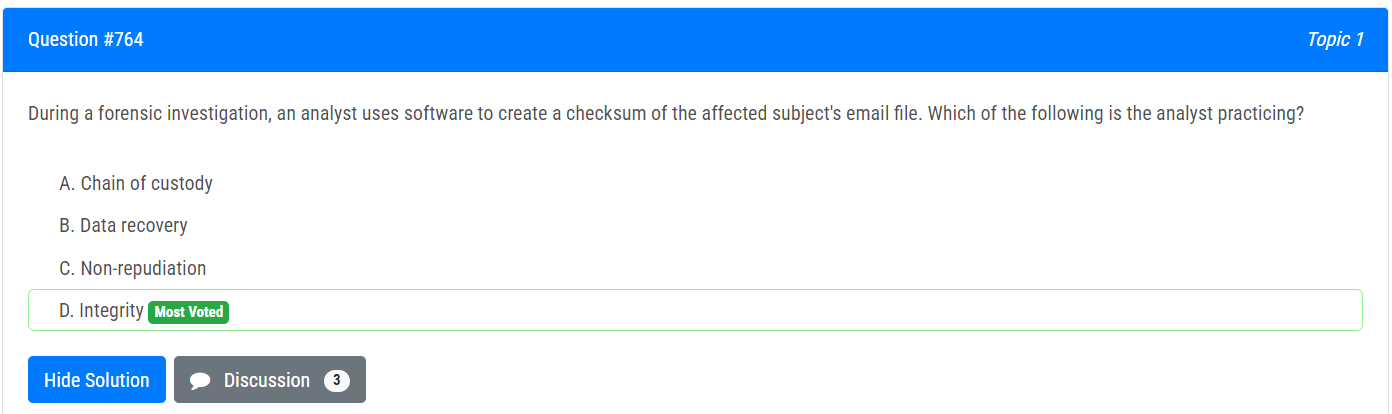 Question #764
Topic 1
During a forensic investigation, an analyst uses software to create a checksum of the affected subject's email file. Which of the following is the analyst practicing?
A. Chain of custody
B. Data recovery
C. Non-repudiation
D. Integrity Most Voted
Hide Solution
Discussion 3